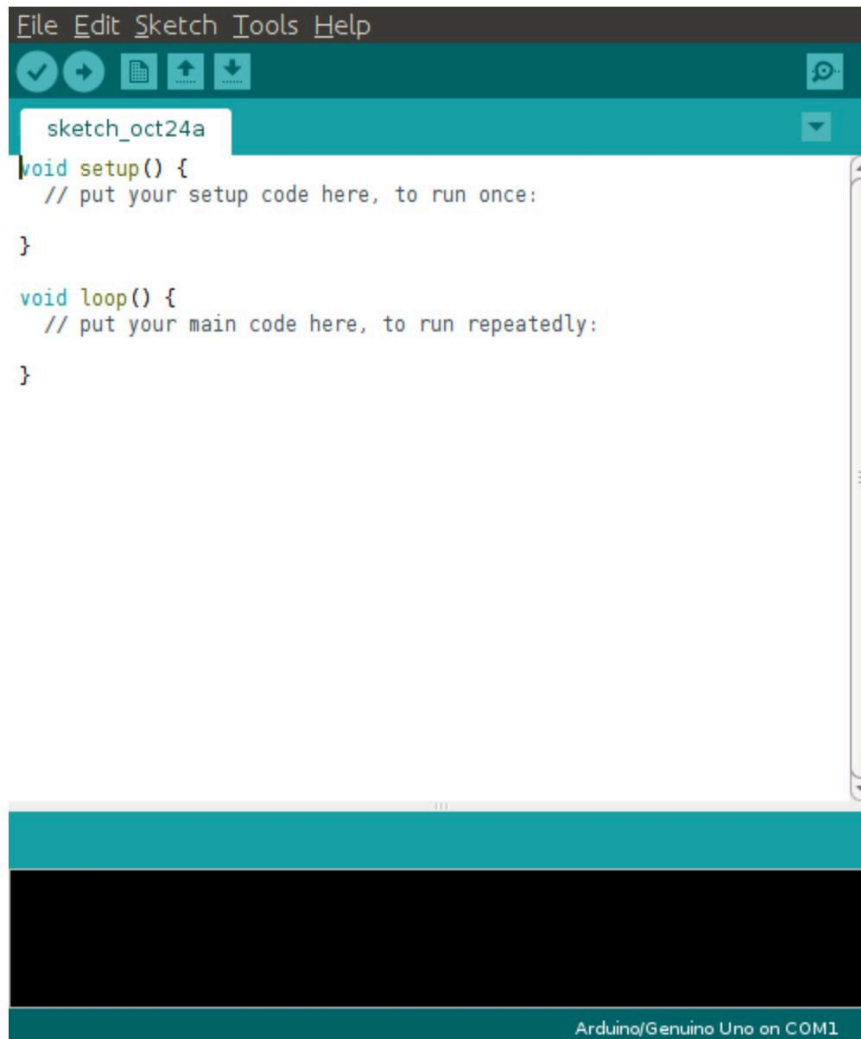 File Edit Sketch Tools Help
sketch_oct24a
void setup() {
  // put your setup code here, to run once:
}
void loop() {
  // put your main code here, to run repeatedly:
}
Arduino/Genuino Uno on COM1